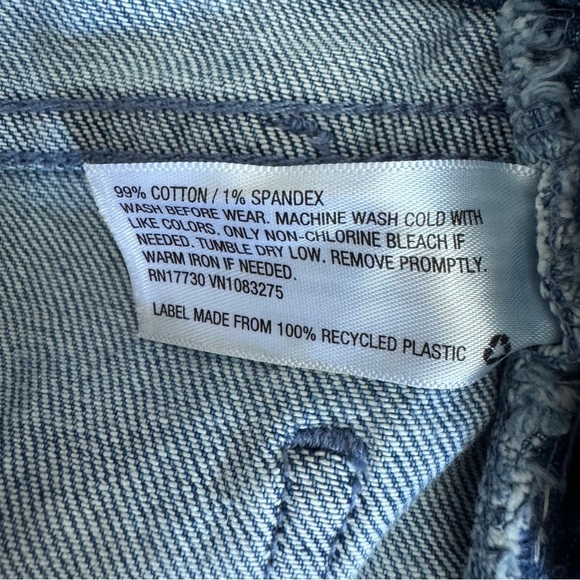 99% COTTON / 1% SPANDEX
WASH BEFORE WEAR. MACHINE WASH COLD WITH
LIKE COLORS. ONLY NON-CHLORINE BLEACH IF
NEEDED. TUMBLE DRY LOW. REMOVE PROMPTLY.
WARM IRON IF NEEDED.
RN17730 VN1083275
LABEL MADE FROM 100% RECYCLED PLASTIC